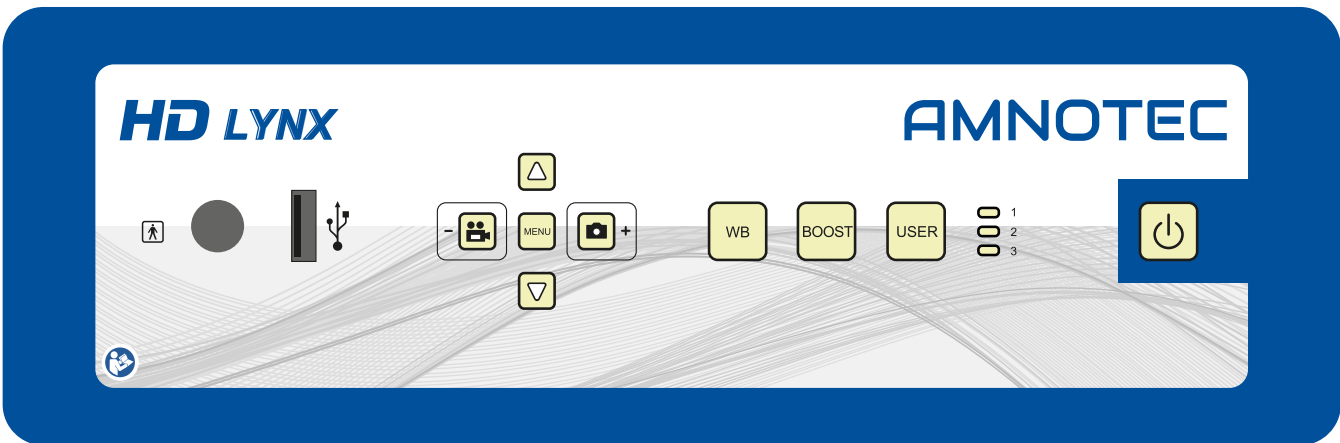 HD LYNX
AMNOTEC
- MENU +
WB
BOOST
USER
1
2
3